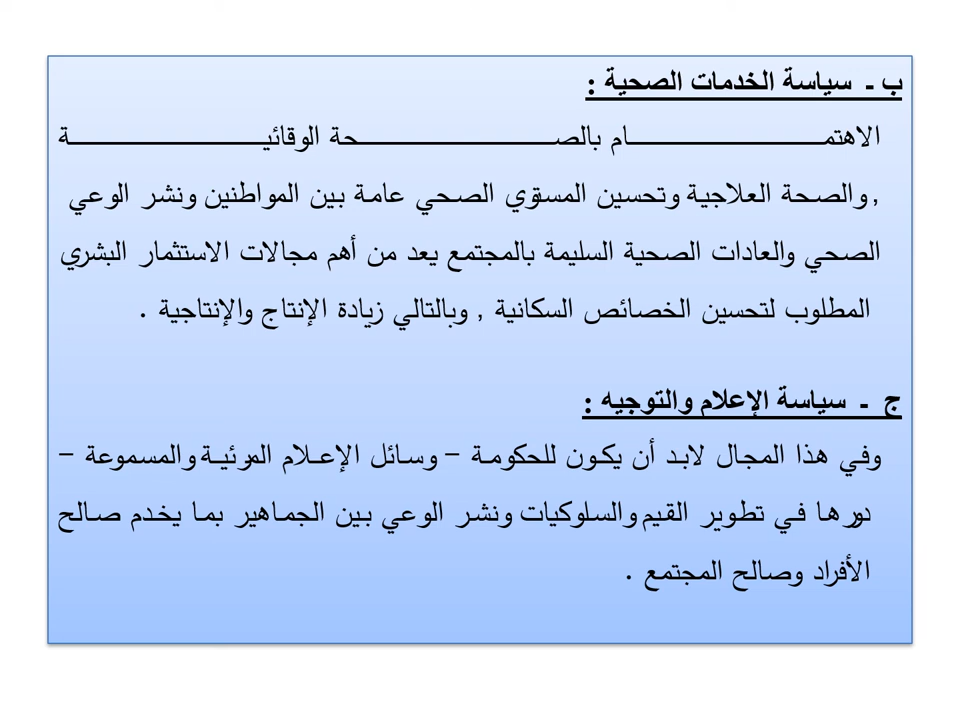 ب ـ سياسة الخدمات الصحية :
الاهتمام بالصحة الوقائية
, والصحة العلاجية وتحسين المستوي الصحي عامة بين المواطنين ونشر الوعي
الصحي والعادات الصحية السليمة بالمجتمع يعد من أهم مجالات الاستثمار البشري
المطلوب لتحسين الخصائص السكانية , وبالتالي زيادة الإنتاج والإنتاجية .
ج ـ سياسة الإعلام والتوجيه :
وفي هذا المجال لابد أن يكون للحكومة – وسائل الإعلام المرئية والمسموعة –
دورها في تطوير القيم والسلوكيات ونشر الوعي بين الجماهير بما يخدم صالح
الأفراد وصالح المجتمع .